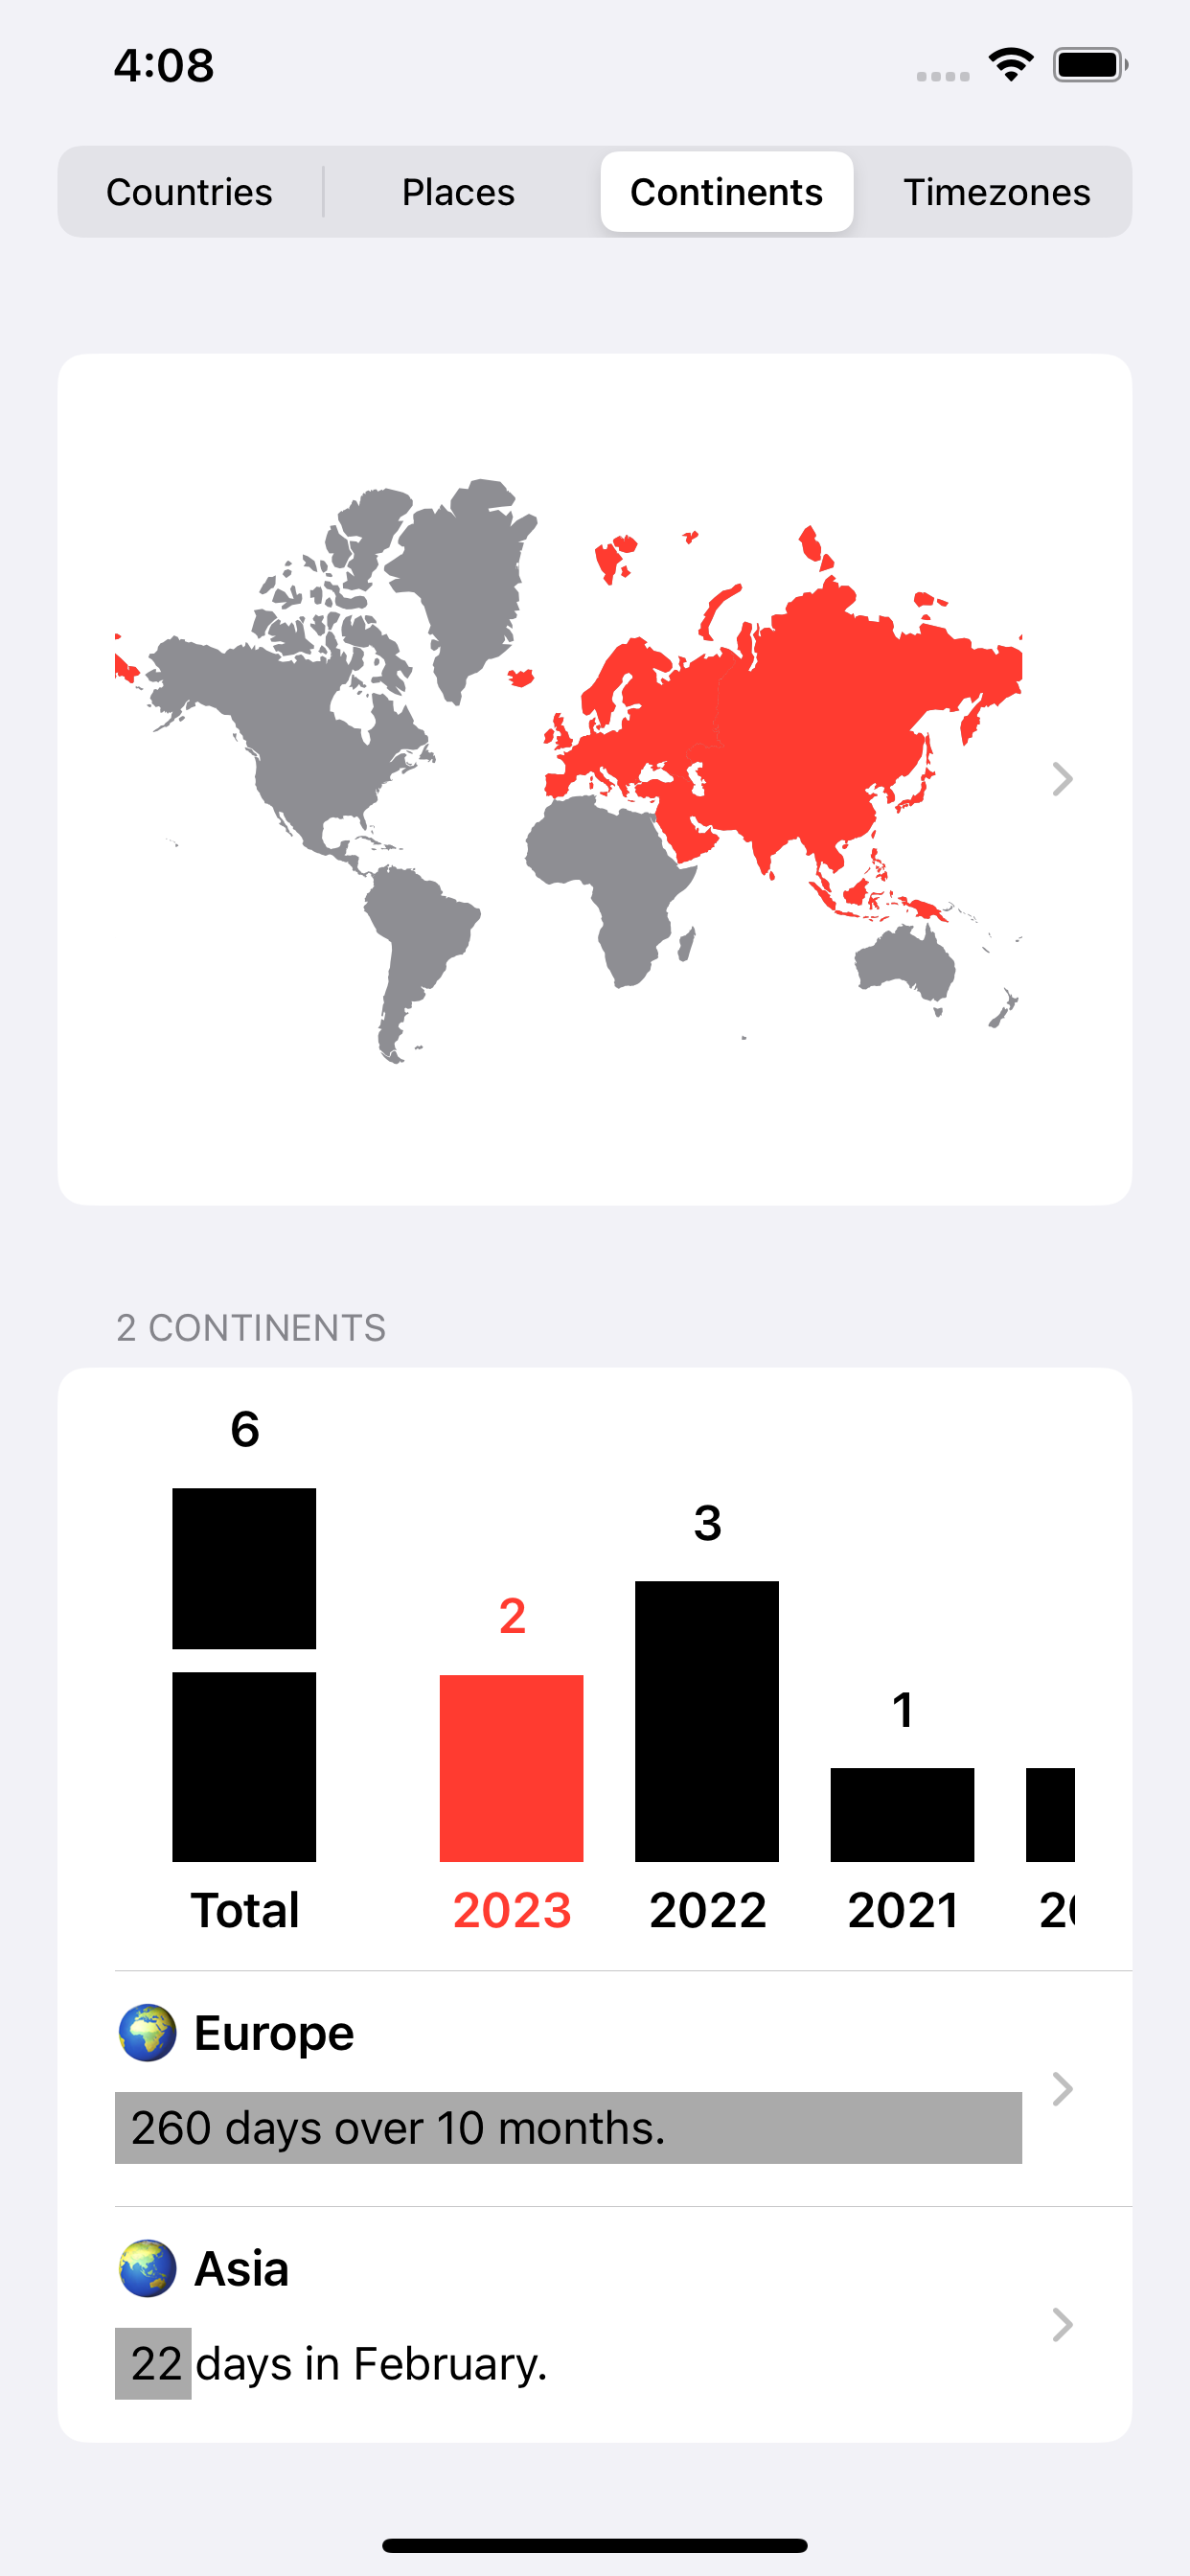 4:08
Countries Places Continents Timezones
2 CONTINENTS
6
3
2
1
Total 2023 2022 2021
Europe
260 days over 10 months.
Asia
22 days in February.